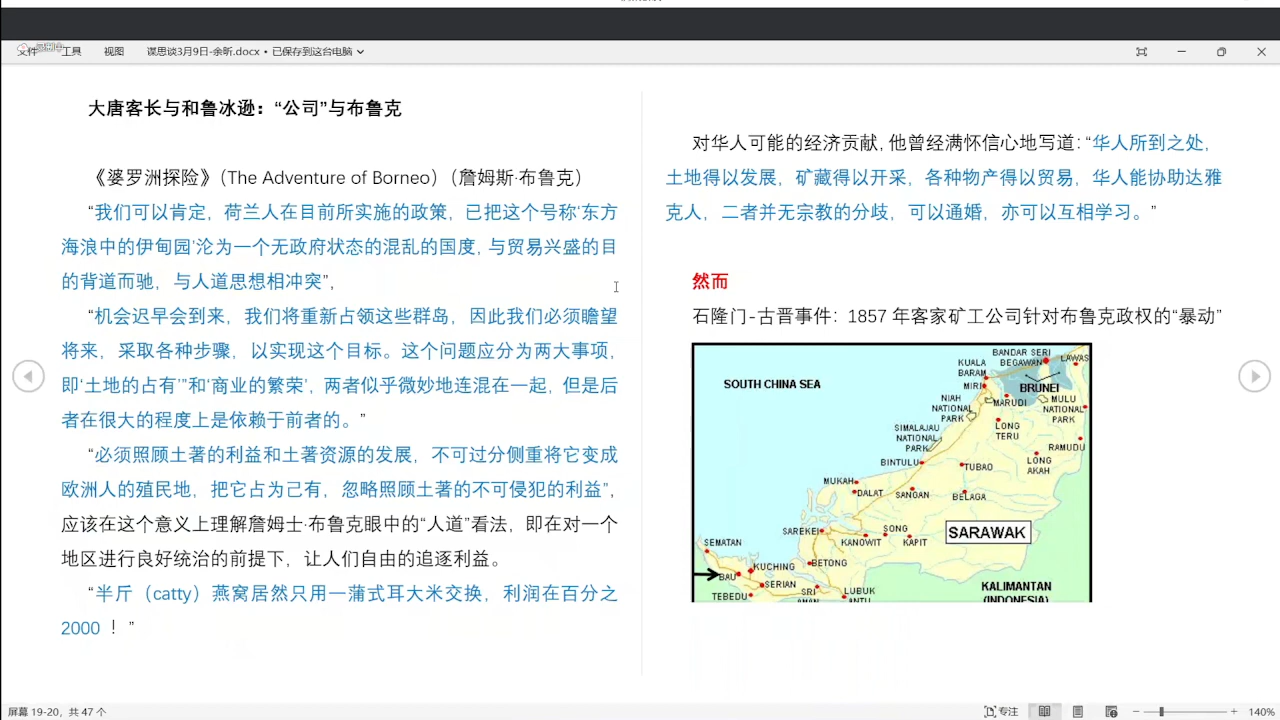 文件
工具
视图
谋思谈3月9日-余昕.docx • 已保存到这台电脑
大唐客长与和鲁冰逊：“公司”与布鲁克
《婆罗洲探险》（The Adventure of Borneo）（詹姆斯·布鲁克）
“我们可以肯定，荷兰人在目前所实施的政策，已把这个号称‘东方
海浪中的伊甸园’沦为一个无政府状态的混乱的国度, 与贸易兴盛的目
的背道而驰，与人道思想相冲突”，
“机会迟早会到来，我们将重新占领这些群岛，因此我们必须瞻望
将来，采取各种步骤，以实现这个目标。这个问题应分为两大事项，
即‘土地的占有’”和‘商业的繁荣’，两者似乎微妙地连混在一起，但是后
者在很大的程度上是依赖于前者的。”
“必须照顾土著的利益和土著资源的发展，不可过分侧重将它变成
欧洲人的殖民地，把它占为己有，忽略照顾土著的不可侵犯的利益”，
应该在这个意义上理解詹姆士·布鲁克眼中的“人道”看法，即在对一个
地区进行良好统治的前提下，让人们自由的追逐利益。
“半斤（catty）燕窝居然只用一蒲式耳大米交换，利润在百分之
2000 ！”
对华人可能的经济贡献, 他曾经满怀信心地写道: “华人所到之处，
土地得以发展，矿藏得以开采，各种物产得以贸易，华人能协助达雅
克人，二者并无宗教的分歧，可以通婚，亦可以互相学习。”
然而
石隆门-古晋事件：1857 年客家矿工公司针对布鲁克政权的“暴动”
SOUTH CHINA SEA
BANDAR SERI
BEGAWAN
LAWAS
KUALA
BARAM
MIRI
BRUNEI
NIAH
NATIONAL
PARK
MARUDI
MULU
NATIONAL
PARK
SIMALAJAU
NATIONAL
PARK
LONG
TERU
RAMUDU
BINTULU
TUBAO
LONG
AKAH
MUKAH
DALAT
SANGAN
BELAGA
SAREKEI
SONG
KANOWIT
KAPIT
SARAWAK
SEMATAN
KUCHING
BETONG
BAU
SERIAN
TEBEDU
SRI
AMAN
LUBUK
ANTU
KALIMANTAN
(INDONESIA)
屏幕 19-20，共 47 个
专注
140%